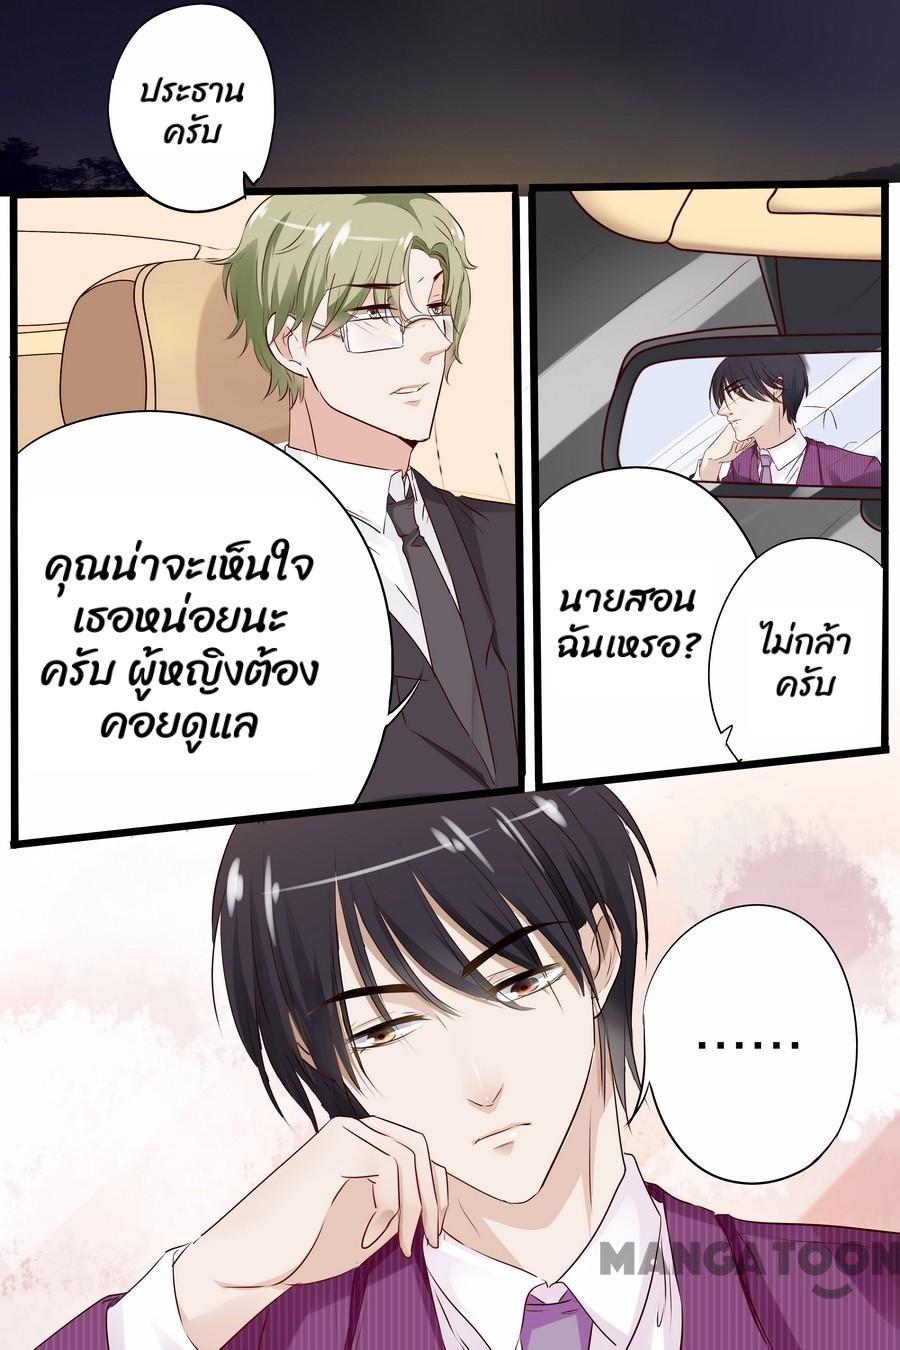 ประธาน
ครับ
คุณน่าจะเห็นใจ
เธอหน่อยนะ
ครับ ผู้หญิงต้อง
คอยดูแล
นายสอน
ฉันเหรอ?
ไม่กล้า
ครับ
......
MANGATOON